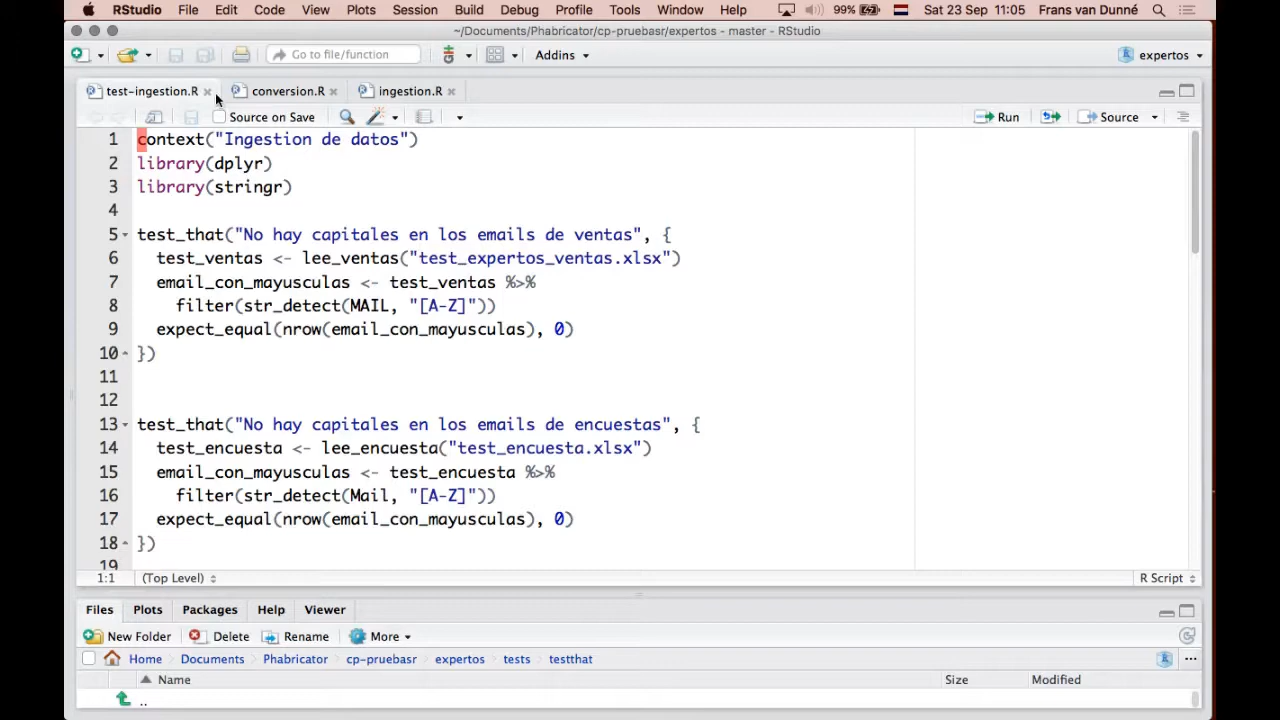 RStudio File Edit Code View Plots Session Build Debug Profile Tools Window Help 99% Sat 23 Sep 11:05 Frans van Dunné
~/Documents/Phabricator/cp-pruebasr/expertos - master - RStudio
Go to file/function Addins expertos
test-ingestion.R conversion.R ingestion.R
Source on Save Run Source
1 context("Ingestion de datos")
2 library(dplyr)
3 library(stringr)
4
5 test_that("No hay capitales en los emails de ventas", {
6 test_ventas <- lee_ventas("test_expertos_ventas.xlsx")
7 email_con_mayusculas <- test_ventas %>%
8 filter(str_detect(MAIL, "[A-Z]"))
9 expect_equal(nrow(email_con_mayusculas), 0)
10 })
11
12
13 test_that("No hay capitales en los emails de encuestas", {
14 test_encuesta <- lee_encuesta("test_encuesta.xlsx")
15 email_con_mayusculas <- test_encuesta %>%
16 filter(str_detect(Mail, "[A-Z]"))
17 expect_equal(nrow(email_con_mayusculas), 0)
18 })
19
1:1 (Top Level) R Script
Files Plots Packages Help Viewer
New Folder Delete Rename More
Home Documents Phabricator cp-pruebasr expertos tests testthat ...
Name Size Modified
..